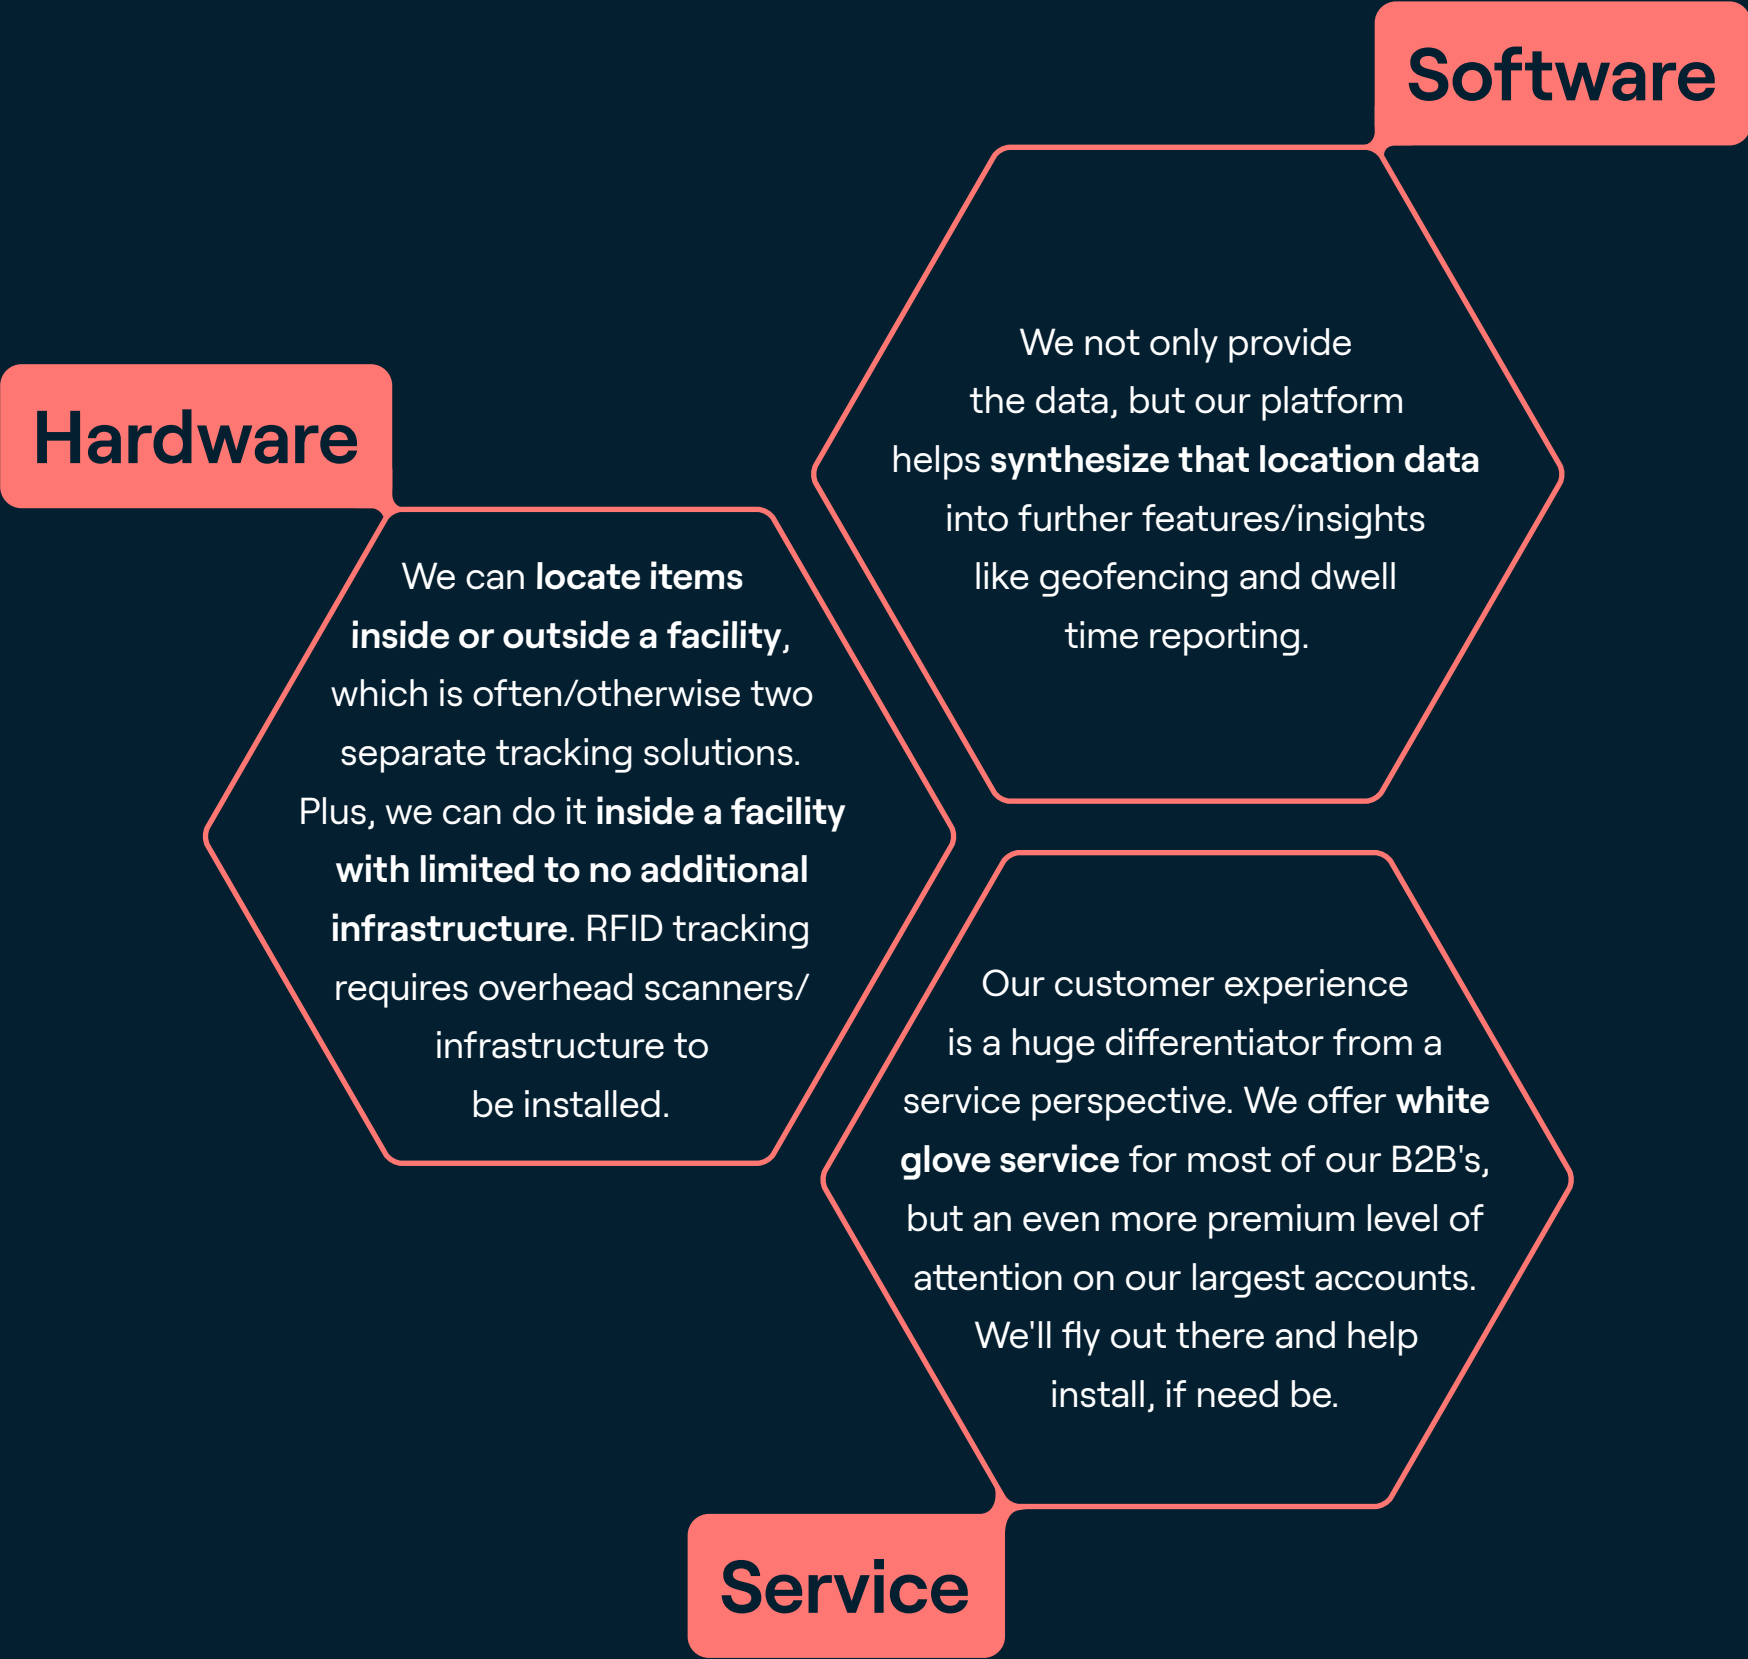 Software
We not only provide
the data, but our platform
helps synthesize that location data
into further features/insights
like geofencing and dwell
time reporting.
Hardware
We can locate items
inside or outside a facility,
which is often/otherwise two
separate tracking solutions.
Plus, we can do it inside a facility
with limited to no additional
infrastructure. RFID tracking
requires overhead scanners/
infrastructure to
be installed.
Our customer experience
is a huge differentiator from a
service perspective. We offer white
glove service for most of our B2B's,
but an even more premium level of
attention on our largest accounts.
We'll fly out there and help
install, if need be.
Service